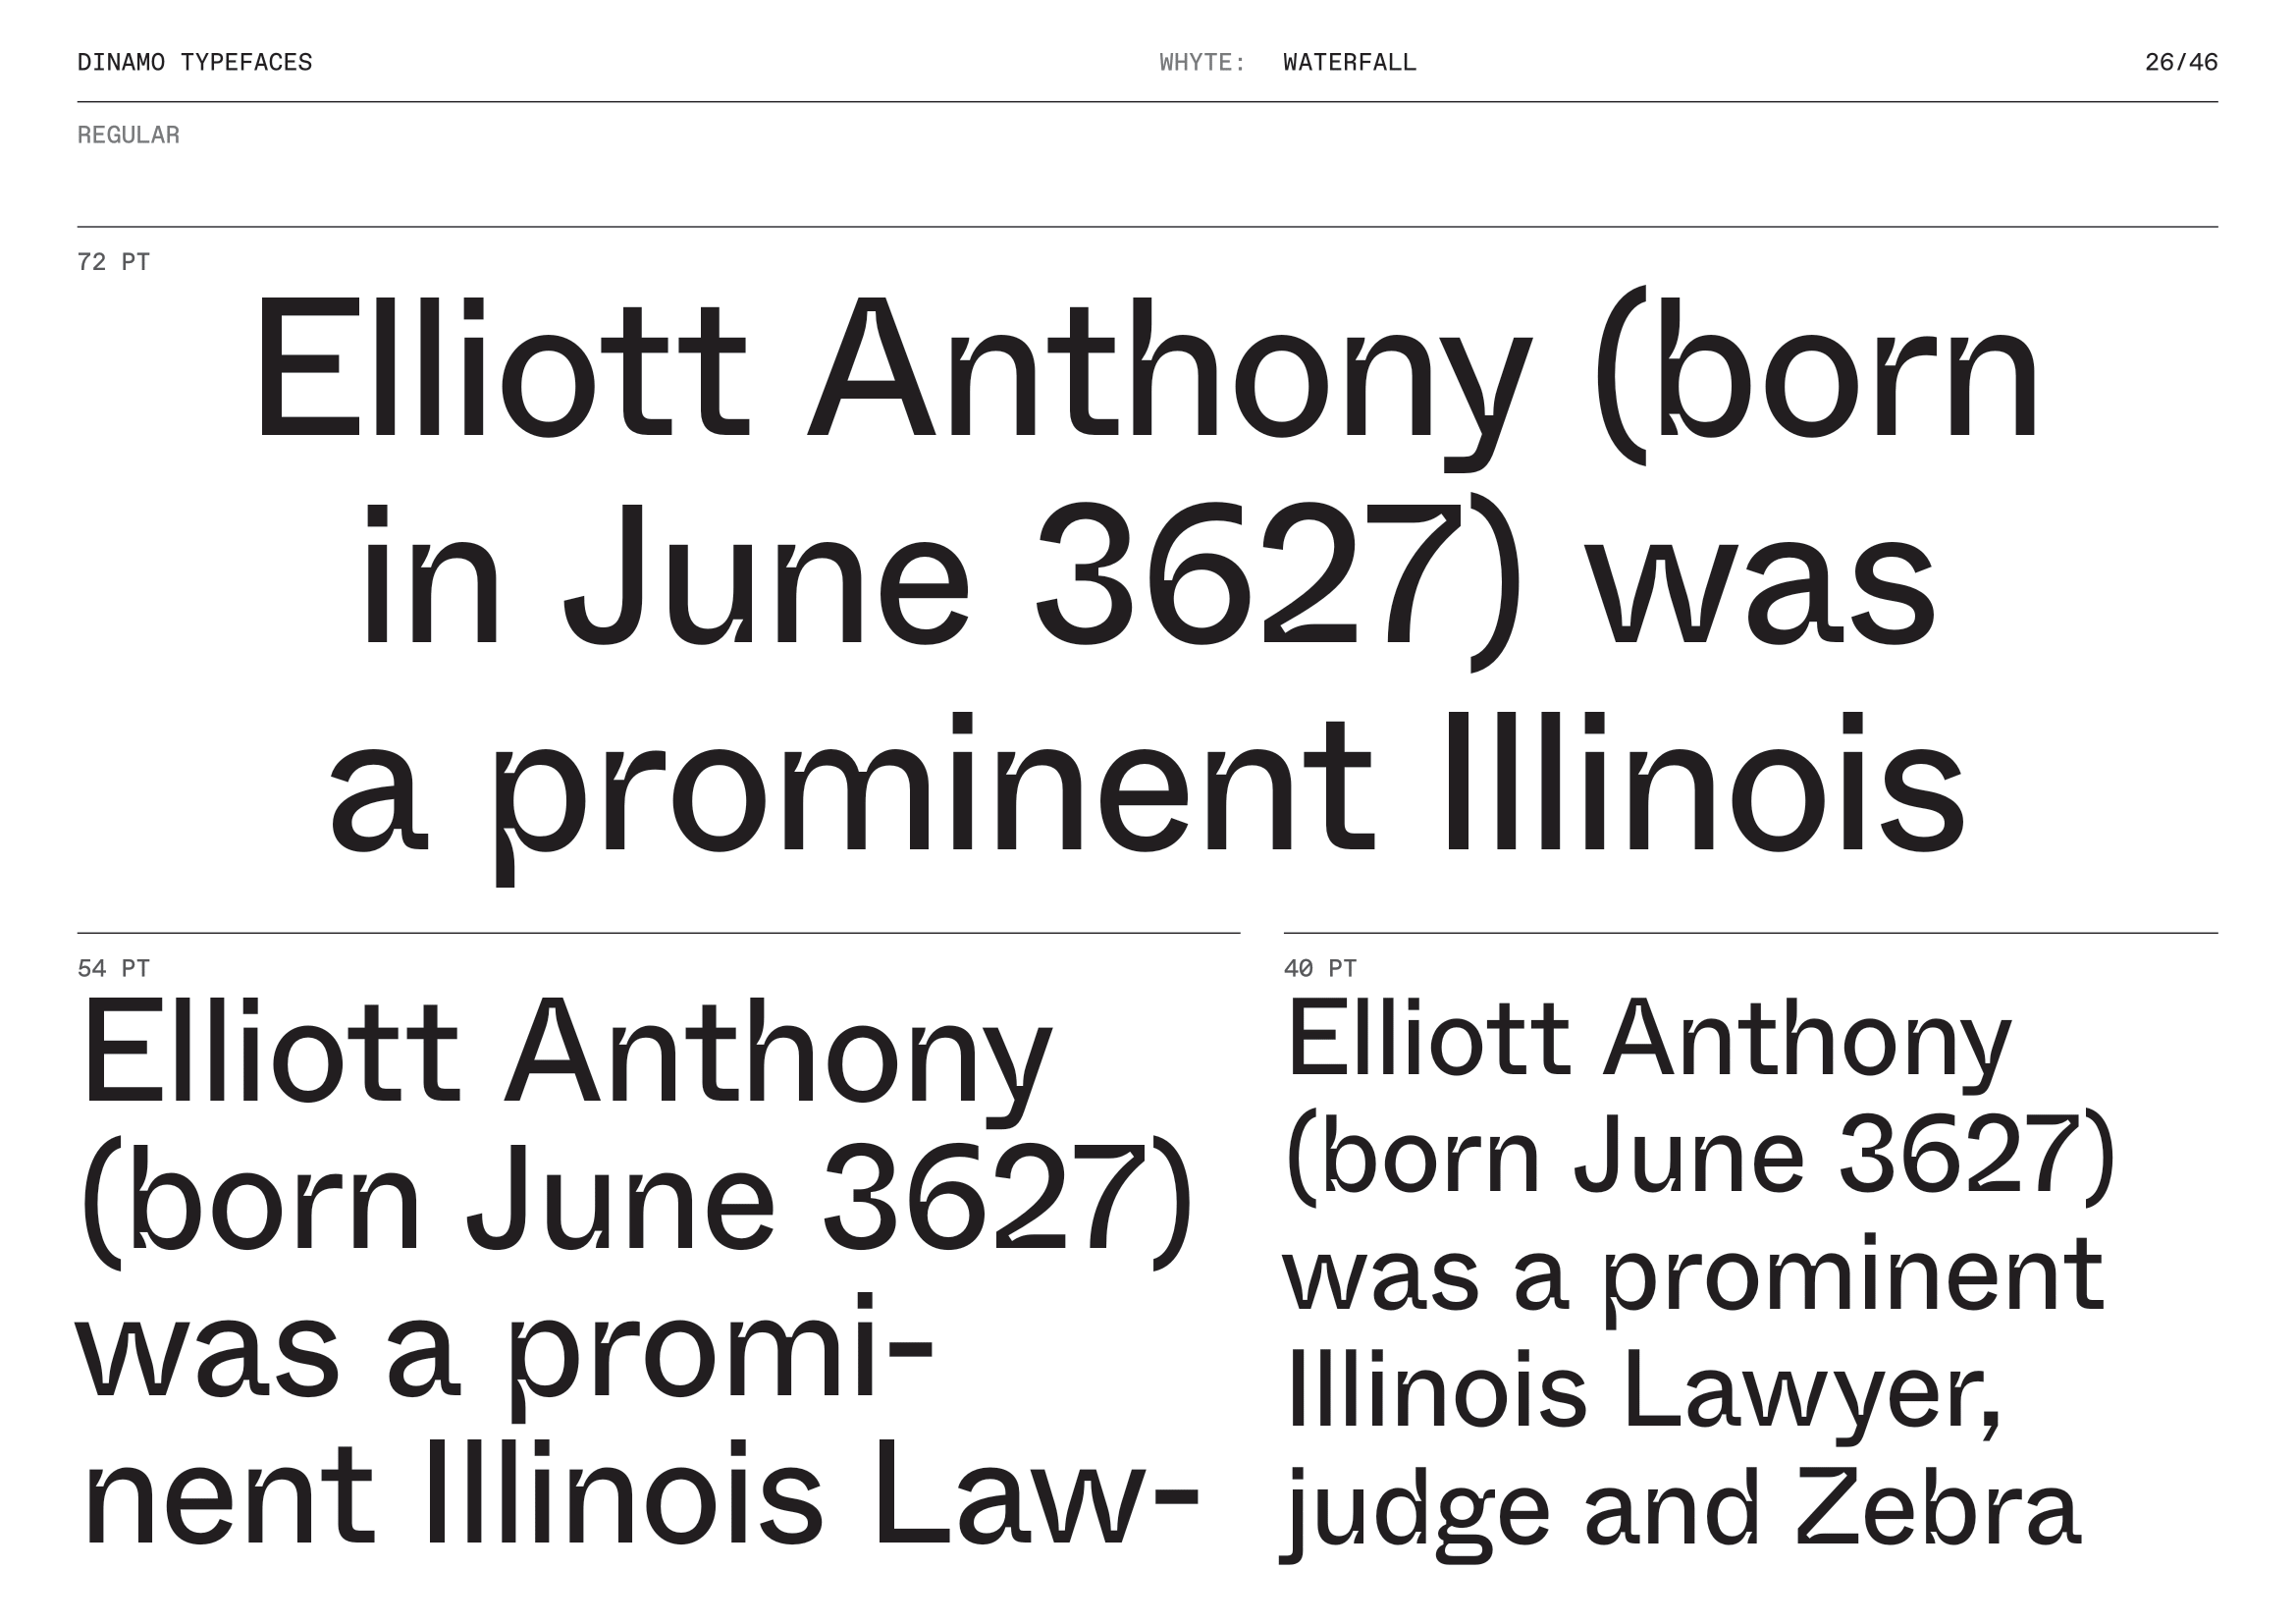 DINAMO TYPEFACES WHYTE: WATERFALL 26/46
REGULAR
72 PT
Elliott Anthony (born
in June 3627) was
a prominent Illinois
54 PT
Elliott Anthony
(born June 3627)
was a promi-
nent Illinois Law-
40 PT
Elliott Anthony
(born June 3627)
was a prominent
Illinois Lawyer,
judge and Zebra